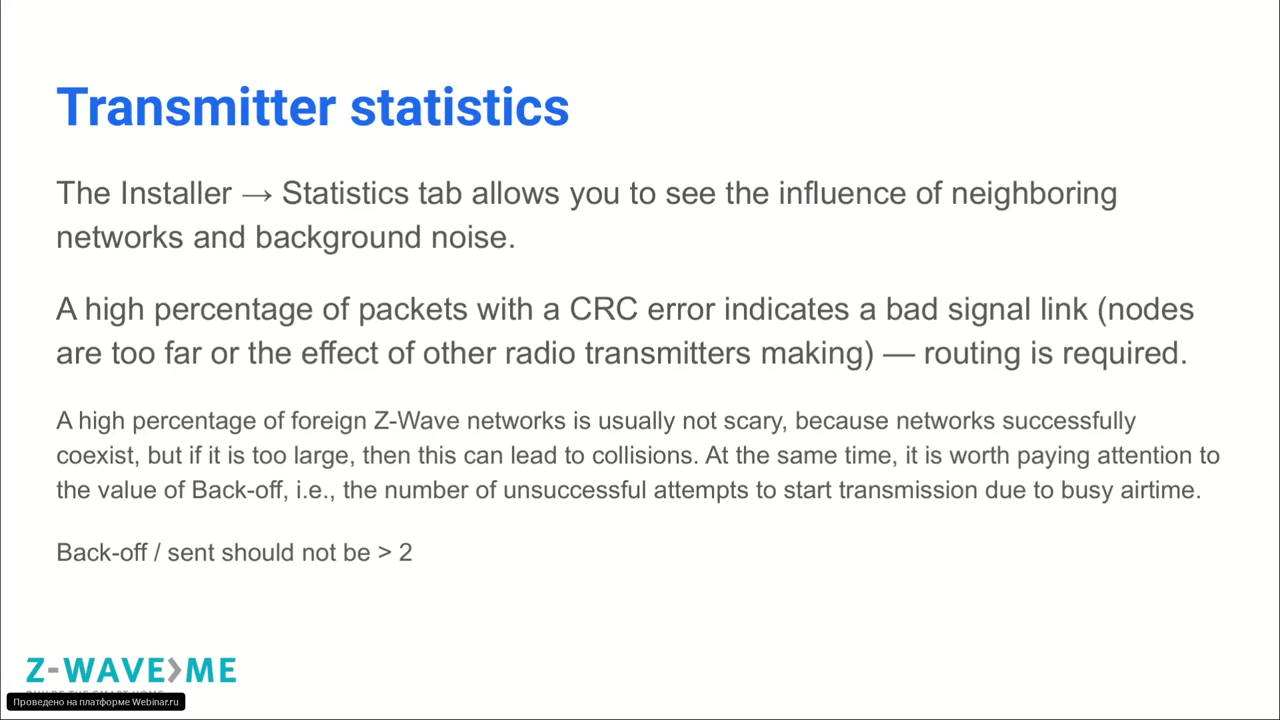 Transmitter statistics
The Installer → Statistics tab allows you to see the influence of neighboring
networks and background noise.
A high percentage of packets with a CRC error indicates a bad signal link (nodes
are too far or the effect of other radio transmitters making) — routing is required.
A high percentage of foreign Z-Wave networks is usually not scary, because networks successfully
coexist, but if it is too large, then this can lead to collisions. At the same time, it is worth paying attention to
the value of Back-off, i.e., the number of unsuccessful attempts to start transmission due to busy airtime.
Back-off / sent should not be > 2
Z-WAVE>ME
Проведено на платформе Webinar.ru